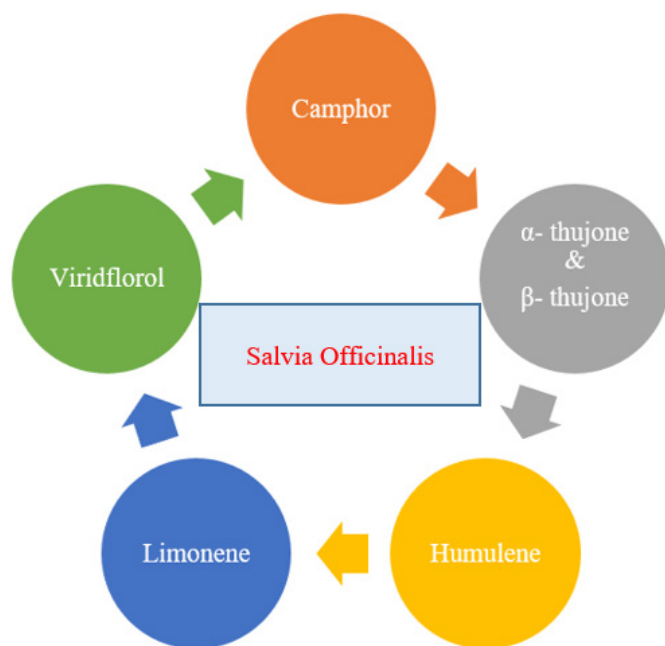 Camphor
α- thujone
&
β- thujone
Viridflorol
Salvia Officinalis
Limonene
Humulene